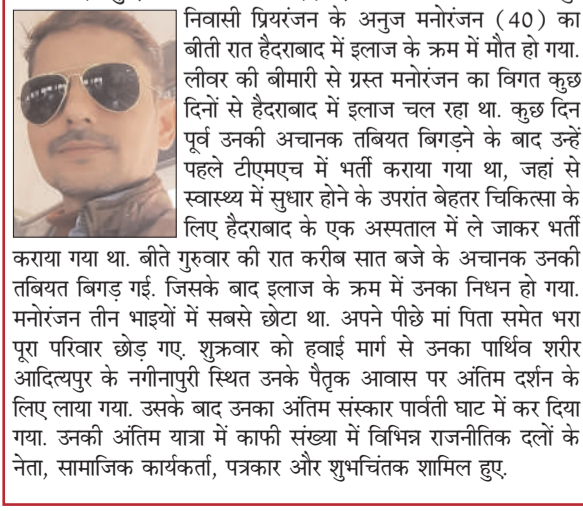 निवासी प्रियरंजन के अनुज मनोरंजन (40) का
बीती रात हैदराबाद में इलाज के क्रम में मौत हो गया.
लीवर की बीमारी से ग्रस्त मनोरंजन का विगत कुछ
दिनों से हैदराबाद में इलाज चल रहा था. कुछ दिन
पूर्व उनकी अचानक तबियत बिगड़ने के बाद उन्हें
पहले टीएमएच में भर्ती कराया गया था, जहां से
स्वास्थ्य में सुधार होने के उपरांत बेहतर चिकित्सा के
लिए हैदराबाद के एक अस्पताल में ले जाकर भर्ती
कराया गया था. बीते गुरुवार की रात करीब सात बजे के अचानक उनकी
तबियत बिगड़ गई. जिसके बाद इलाज के क्रम में उनका निधन हो गया.
मनोरंजन तीन भाइयों में सबसे छोटा था. अपने पीछे मां पिता समेत भरा
पूरा परिवार छोड़ गए. शुक्रवार को हवाई मार्ग से उनका पार्थिव शरीर
आदित्यपुर के नगीनापुरी स्थित उनके पैतृक आवास पर अंतिम दर्शन के
लिए लाया गया. उसके बाद उनका अंतिम संस्कार पार्वती घाट में कर दिया
गया. उनकी अंतिम यात्रा में काफी संख्या में विभिन्न राजनीतिक दलों के
नेता, सामाजिक कार्यकर्ता, पत्रकार और शुभचिंतक शामिल हुए.